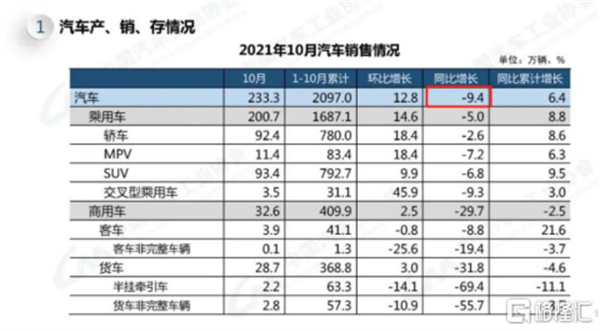 1 汽车产、销、存情况
2021年10月汽车销售情况
单位：万辆、%
10月 1-10月累计 环比增长 同比增长 同比累计增长
汽车 233.3 2097.0 12.8 -9.4 6.4
乘用车 200.7 1687.1 14.6 -5.0 8.8
轿车 92.4 780.0 18.4 -2.6 8.6
MPV 11.4 83.4 18.4 -7.2 6.3
SUV 93.4 792.7 9.9 -6.8 9.5
交叉型乘用车 3.5 31.1 45.9 -9.3 3.0
商用车 32.6 409.9 2.5 -29.7 -2.5
客车 3.9 41.1 -0.8 -8.8 21.6
客车非完整车辆 0.1 1.3 -25.6 -19.4 -3.7
货车 28.7 368.8 3.0 -31.8 -4.6
半挂牵引车 2.2 63.3 -14.1 -69.4 -11.1
货车非完整车辆 2.8 57.3 -10.9 -55.7
格隆汇